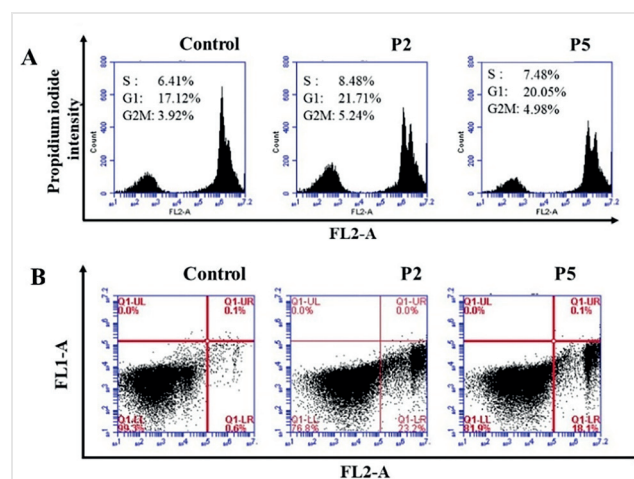 A
Control
P2
P5
Propidium iodide
intensity
S : 6.41%
G1: 17.12%
G2M: 3.92%
S : 8.48%
G1: 21.71%
G2M: 5.24%
S : 7.48%
G1: 20.05%
G2M: 4.98%
Count
Count
Count
FL2-A
FL2-A
FL2-A
FL2-A
B
Control
P2
P5
FL1-A
Q1-UL
0.0%
Q1-UR
0.1%
Q1-LL
99.3%
Q1-LR
0.6%
Q1-UL
0.0%
Q1-UR
0.0%
Q1-LL
76.8%
Q1-LR
23.2%
Q1-UL
0.0%
Q1-UR
0.1%
Q1-LL
81.9%
Q1-LR
18.1%
FL2-A